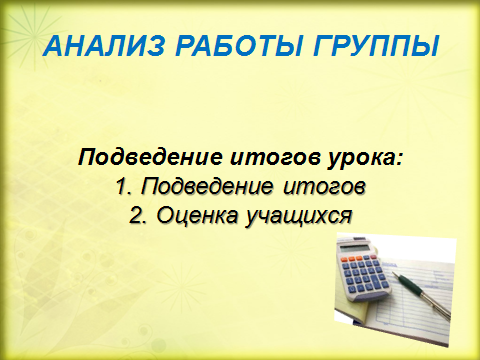 АНАЛИЗ РАБОТЫ ГРУППЫ
Подведение итогов урока:
1. Подведение итогов
2. Оценка учащихся